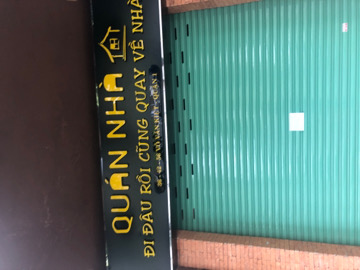 QUÁN NHÀ
ĐI ĐÂU RỒI CŨNG QUAY VỀ NHÀ